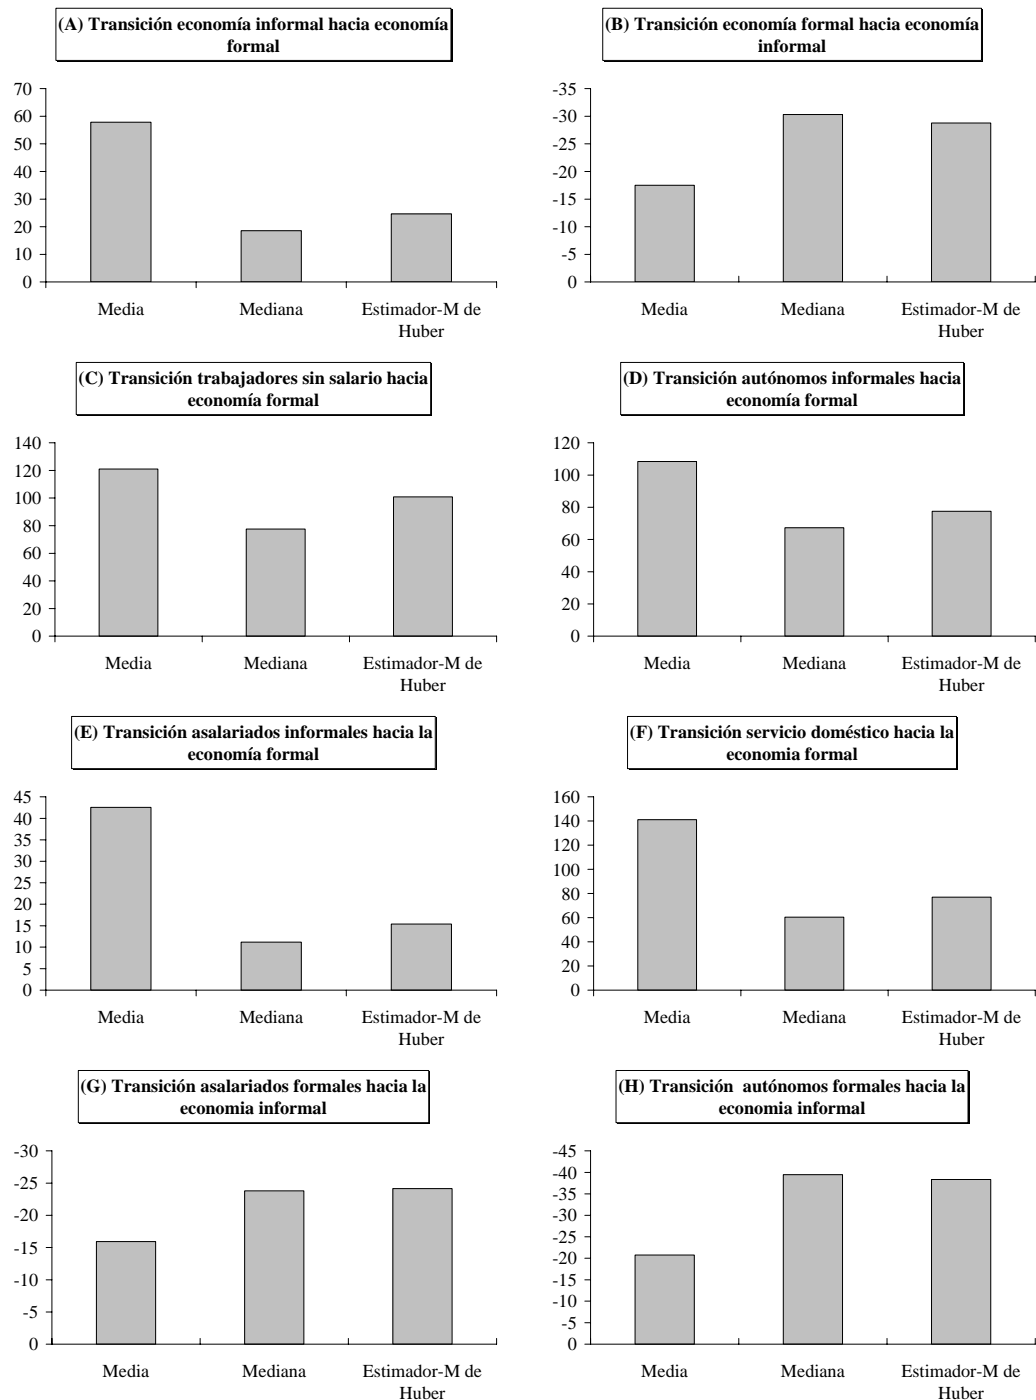 (A) Transición economía informal hacia economía
formal
70
60
50
40
30
20
10
0
Media
Mediana
Estimador-M de
Huber
(B) Transición economía formal hacia economía
informal
-35
-30
-25
-20
-15
-10
-5
0
Media
Mediana
Estimador-M de
Huber
(C) Transición trabajadores sin salario hacia
economía formal
140
120
100
80
60
40
20
0
Media
Mediana
Estimador-M de
Huber
(D) Transición autónomos informales hacia
economía formal
120
100
80
60
40
20
0
Media
Mediana
Estimador-M de
Huber
(E) Transición asalariados informales hacia la
economía formal
45
40
35
30
25
20
15
10
5
0
Media
Mediana
Estimador-M de
Huber
(F) Transición servicio doméstico hacia la
economia formal
160
140
120
100
80
60
40
20
0
Media
Mediana
Estimador-M de
Huber
(G) Transición asalariados formales hacia la
economia informal
-30
-25
-20
-15
-10
-5
0
Media
Mediana
Estimador-M de
Huber
(H) Transición  autónomos formales hacia la
economia informal
-45
-40
-35
-30
-25
-20
-15
-10
-5
0
Media
Mediana
Estimador-M de
Huber